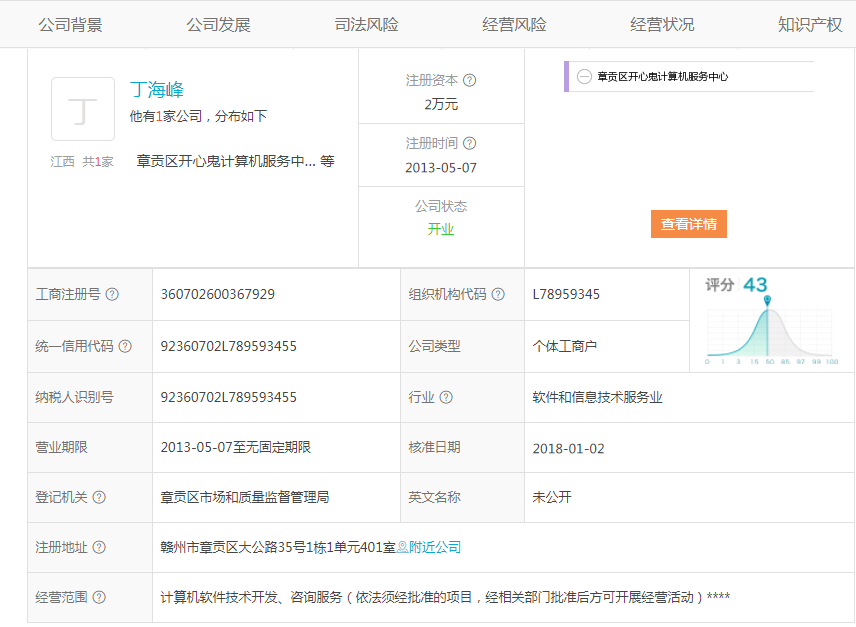 公司背景 公司发展 司法风险 经营风险 经营状况 知识产权
丁
丁海峰
他有1家公司，分布如下
江西 共1家
章贡区开心鬼计算机服务中... 等
注册资本
2万元
注册时间
2013-05-07
公司状态
开业
章贡区开心鬼计算机服务中心
查看详情
工商注册号 360702600367929 组织机构代码 L78959345
评分 43
0 1 3 15 50 85 97 99 100
统一信用代码 92360702L789593455 公司类型 个体工商户
纳税人识别号 92360702L789593455 行业 软件和信息技术服务业
营业期限 2013-05-07至无固定期限 核准日期 2018-01-02
登记机关 章贡区市场和质量监督管理局 英文名称 未公开
注册地址 赣州市章贡区大公路35号1栋1单元401室 附近公司
经营范围 计算机软件技术开发、咨询服务（依法须经批准的项目，经相关部门批准后方可开展经营活动）****